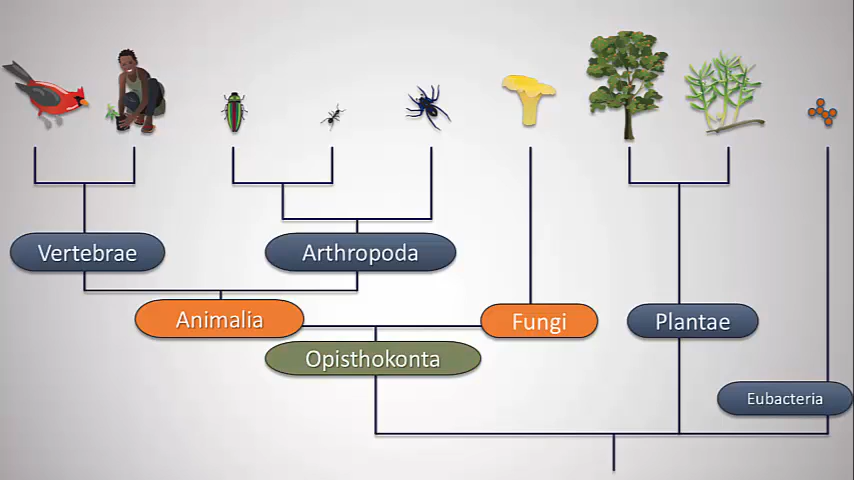 Vertebrae
Arthropoda
Animalia
Fungi
Plantae
Opisthokonta
Eubacteria